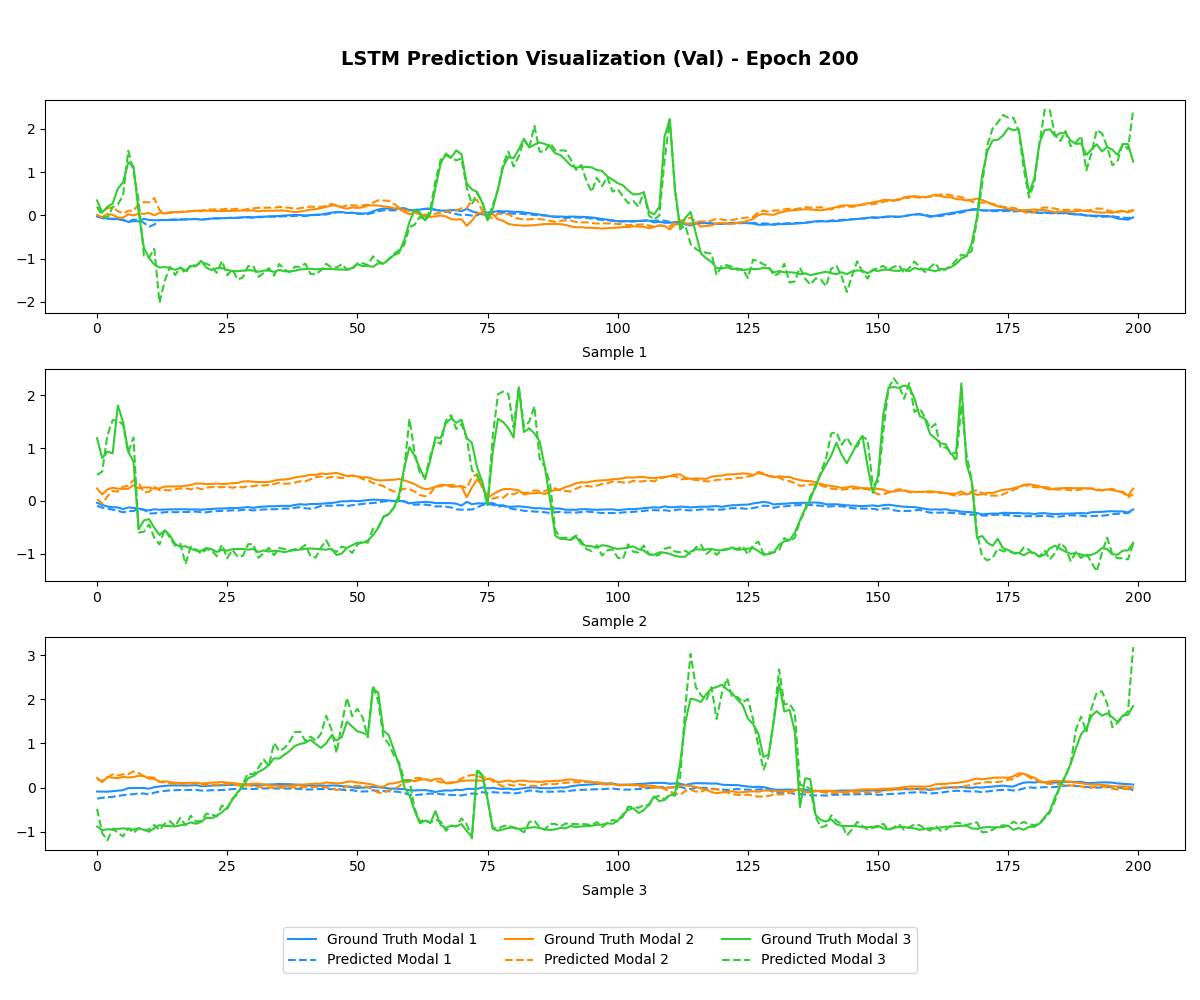 LSTM Prediction Visualization (Val) - Epoch 200
2
1
0
−1
−2
0 25 50 75 100 125 150 175 200
Sample 1
2
1
0
−1
0 25 50 75 100 125 150 175 200
Sample 2
3
2
1
0
−1
0 25 50 75 100 125 150 175 200
Sample 3
Ground Truth Modal 1 Ground Truth Modal 2 Ground Truth Modal 3
Predicted Modal 1 Predicted Modal 2 Predicted Modal 3